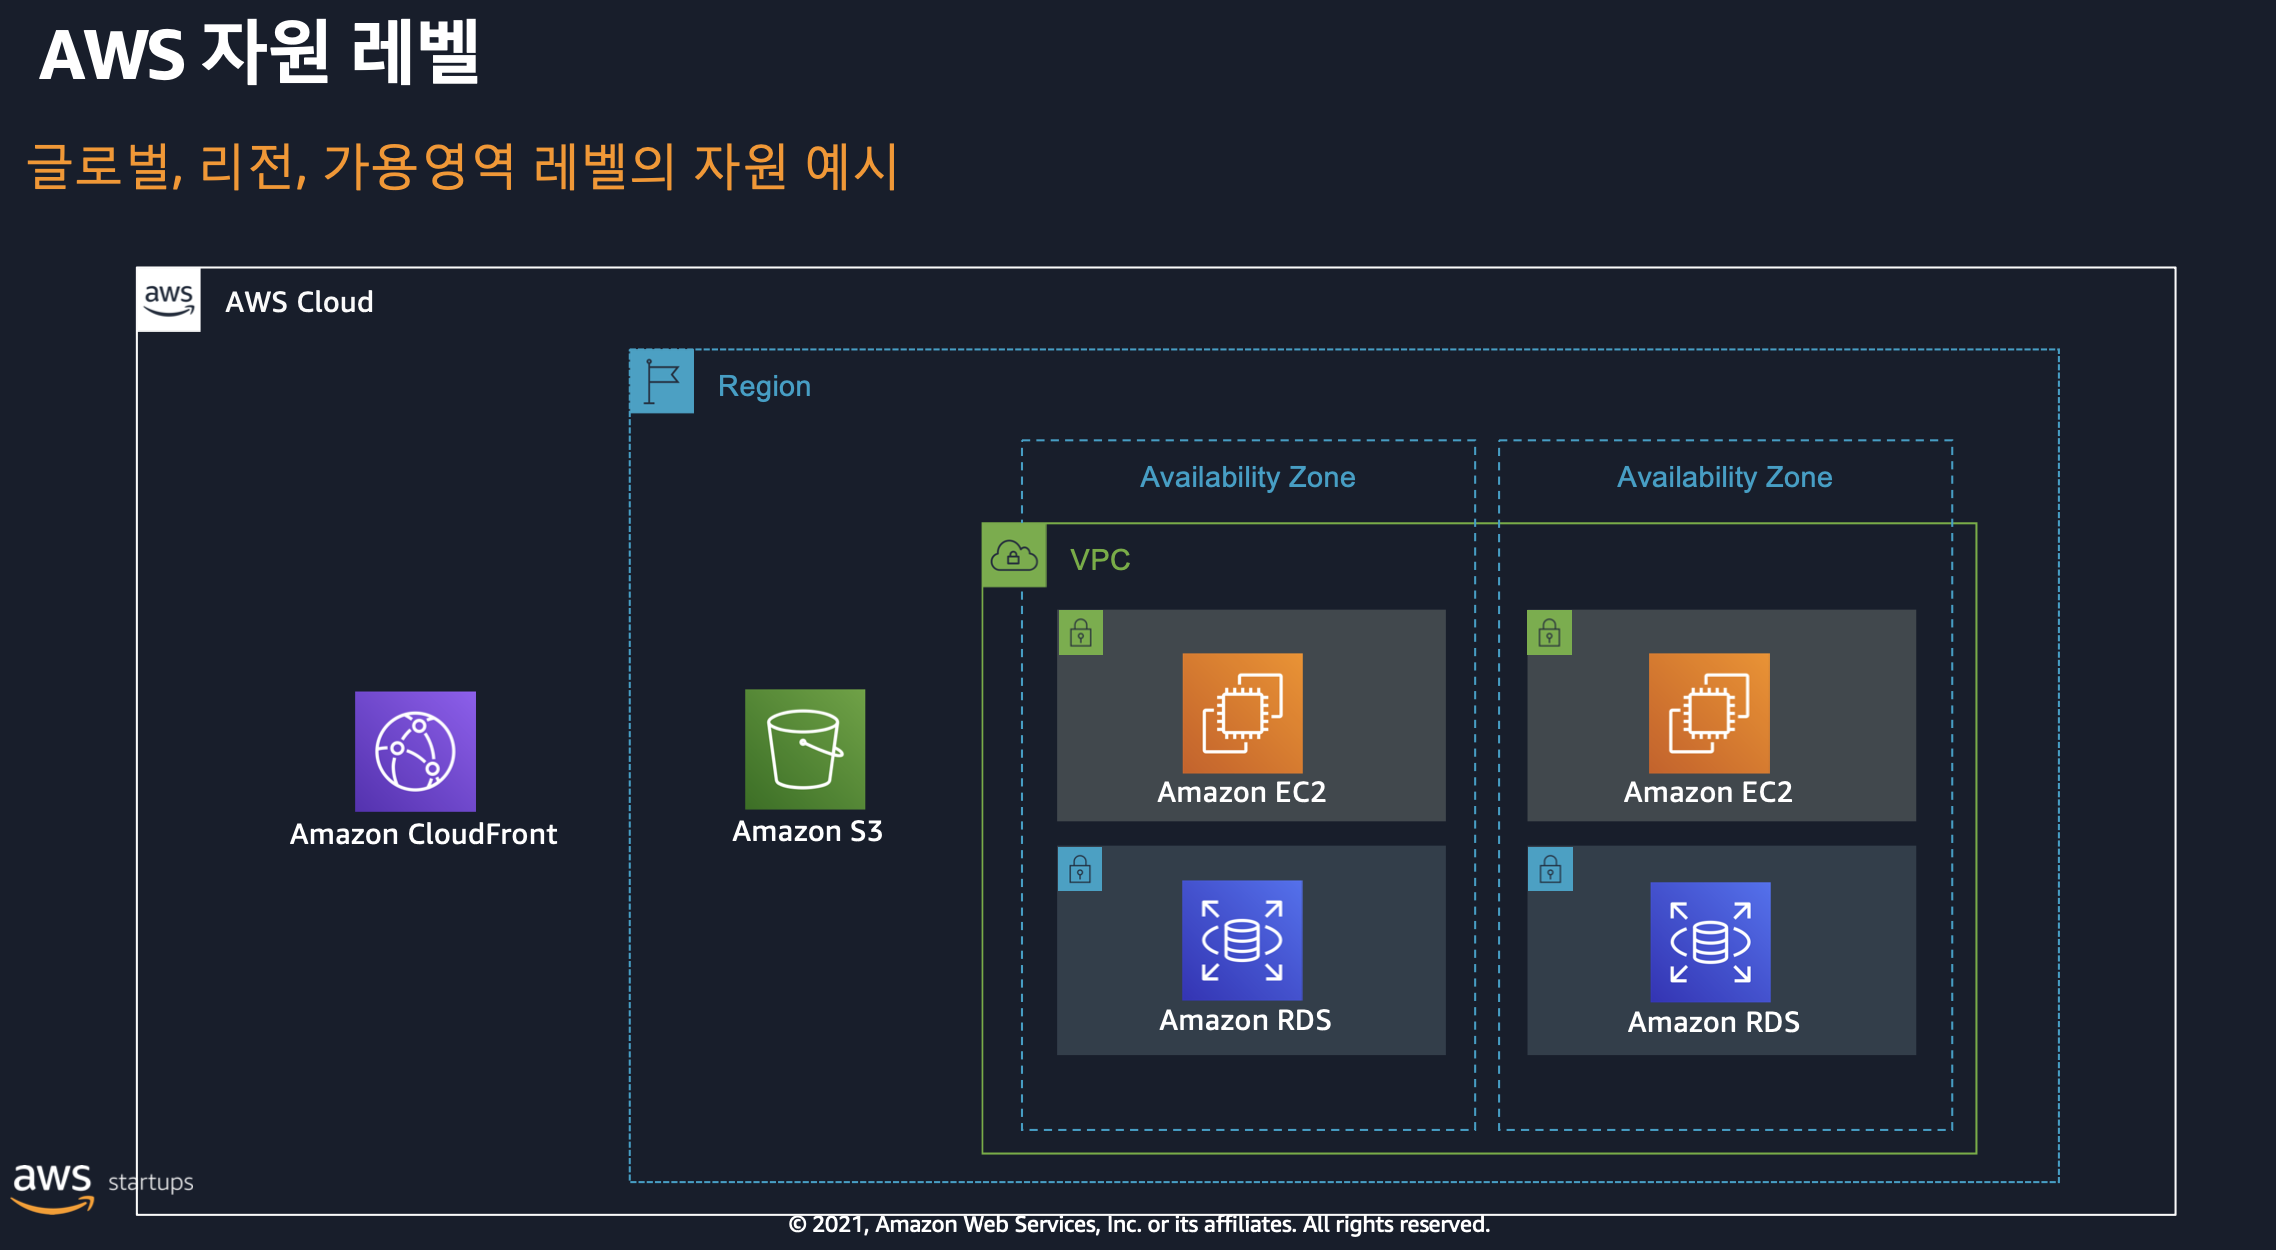 AWS 자원 레벨
글로벌, 리전, 가용영역 레벨의 자원 예시
aws
AWS Cloud
Region
Availability Zone
Availability Zone
VPC
Amazon EC2
Amazon EC2
Amazon CloudFront
Amazon S3
Amazon RDS
Amazon RDS
aws startups
© 2021, Amazon Web Services, Inc. or its affiliates. All rights reserved.